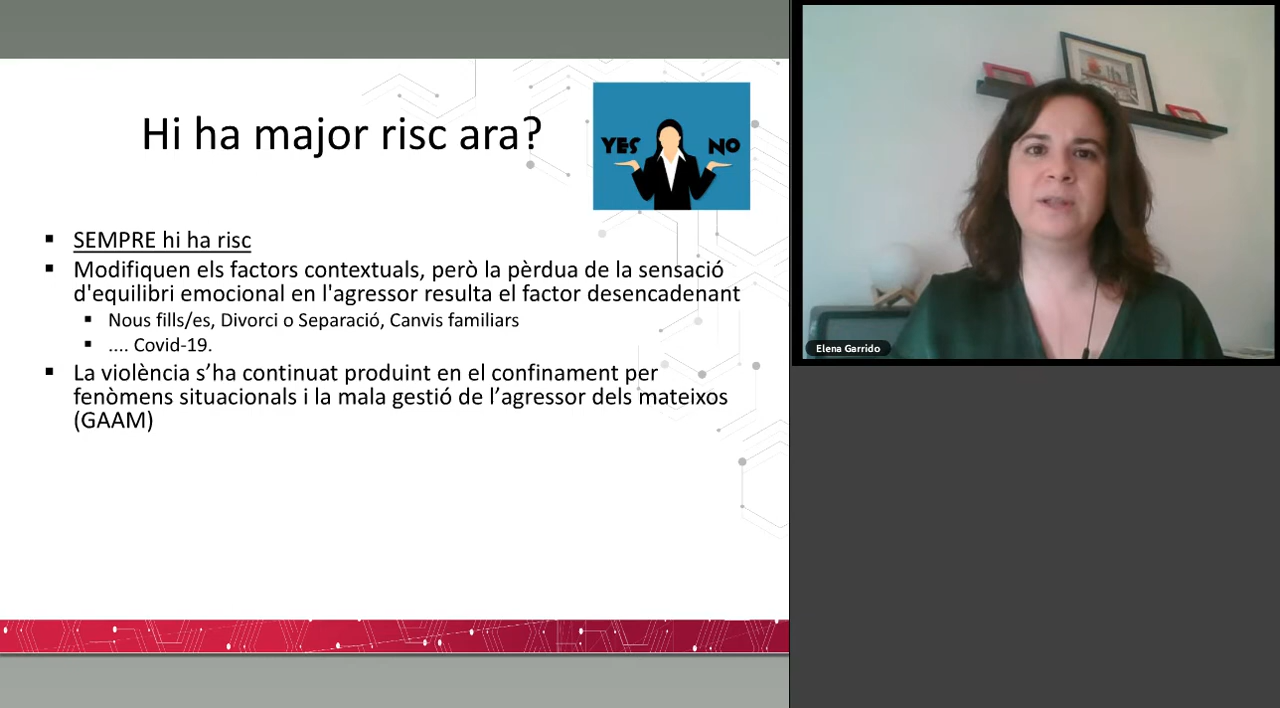 Hi ha major risc ara?
YES
NO
SEMPRE hi ha risc
Modifiquen els factors contextuals, però la pèrdua de la sensació
d'equilibri emocional en l'agressor resulta el factor desencadenant
Nous fills/es, Divorci o Separació, Canvis familiars
.... Covid-19.
La violència s’ha continuat produint en el confinament per
fenòmens situacionals i la mala gestió de l’agressor dels mateixos
(GAAM)
Elena Garrido